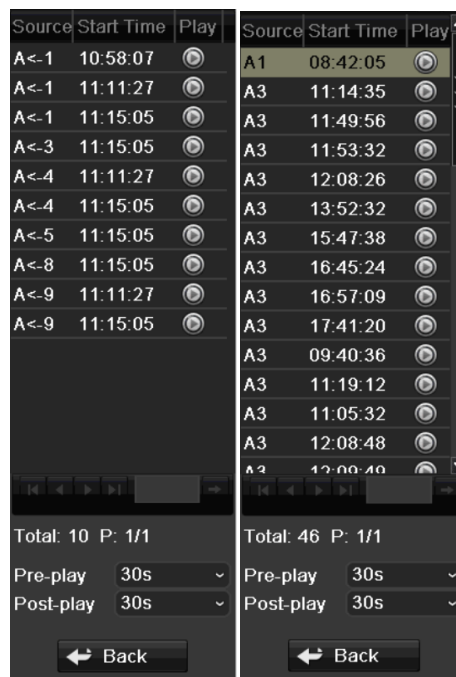 Source Start Time Play
A<-1 10:58:07
A<-1 11:11:27
A<-1 11:15:05
A<-3 11:15:05
A<-4 11:11:27
A<-4 11:15:05
A<-5 11:15:05
A<-8 11:15:05
A<-9 11:11:27
A<-9 11:15:05
Total: 10 P: 1/1
Pre-play 30s
Post-play 30s
Back
Source Start Time Play
A1 08:42:05
A3 11:14:35
A3 11:49:56
A3 11:53:32
A3 12:08:26
A3 13:52:32
A3 15:47:38
A3 16:45:24
A3 16:57:09
A3 17:41:20
A3 09:40:36
A3 11:19:12
A3 11:05:32
A3 12:08:48
A3 12:09:49
Total: 46 P: 1/1
Pre-play 30s
Post-play 30s
Back